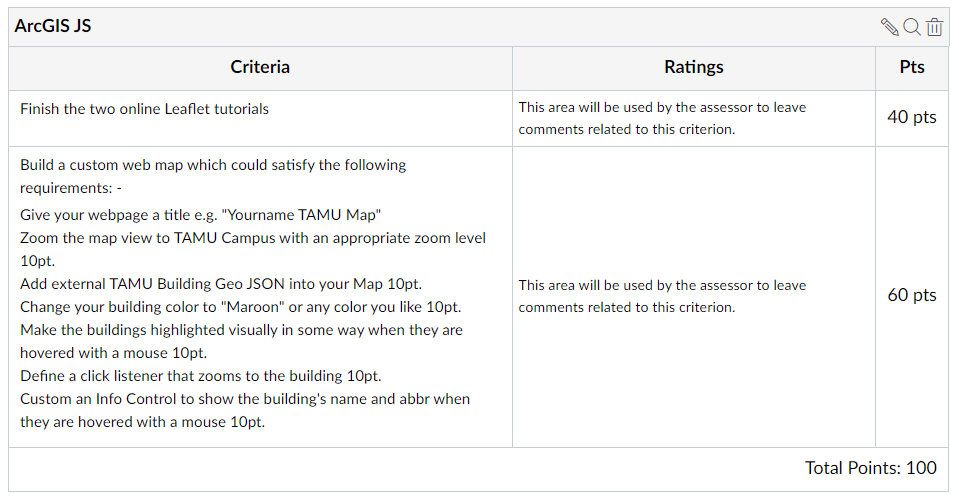 ArcGIS JS
Criteria
Ratings
Pts
Finish the two online Leaflet tutorials
This area will be used by the assessor to leave
comments related to this criterion.
40 pts
Build a custom web map which could satisfy the following
requirements: -
Give your webpage a title e.g. "Yourname TAMU Map"
Zoom the map view to TAMU Campus with an appropriate zoom level
10pt.
Add external TAMU Building Geo JSON into your Map 10pt.
Change your building color to "Maroon" or any color you like 10pt.
Make the buildings highlighted visually in some way when they are
hovered with a mouse 10pt.
Define a click listener that zooms to the building 10pt.
Custom an Info Control to show the building's name and abbr when
they are hovered with a mouse 10pt.
This area will be used by the assessor to leave
comments related to this criterion.
60 pts
Total Points: 100